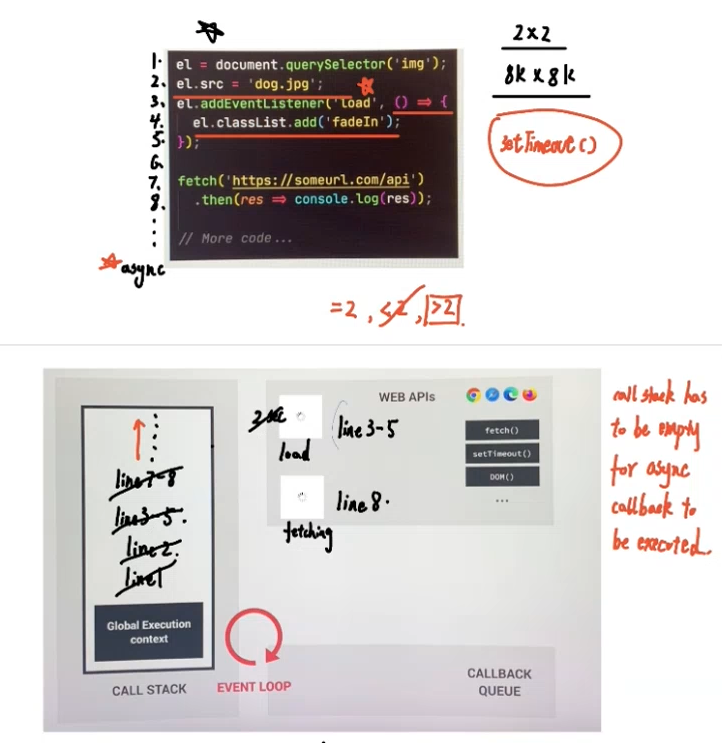 2x2
8k x 8k
setTimeout()
1. el = document.querySelector('img');
2. el.src = 'dog.jpg';
3. el.addEventListener('load', () => {
4. el.classList.add('fadeIn');
5. });
6.
7. fetch('https://someurl.com/api')
8. .then(res => console.log(res));
// More code ...
async
=2, <2, >2.
WEB APIs
fetch()
setTimeout()
DOM()
...
2 sec
line 3-5
load
line 8.
fetching
line 7-8
line 3-5.
line 2.
line 1
Global Execution
context
CALL STACK
EVENT LOOP
CALLBACK
QUEUE
call stack has
to be empty
for async
callback to
be executed.